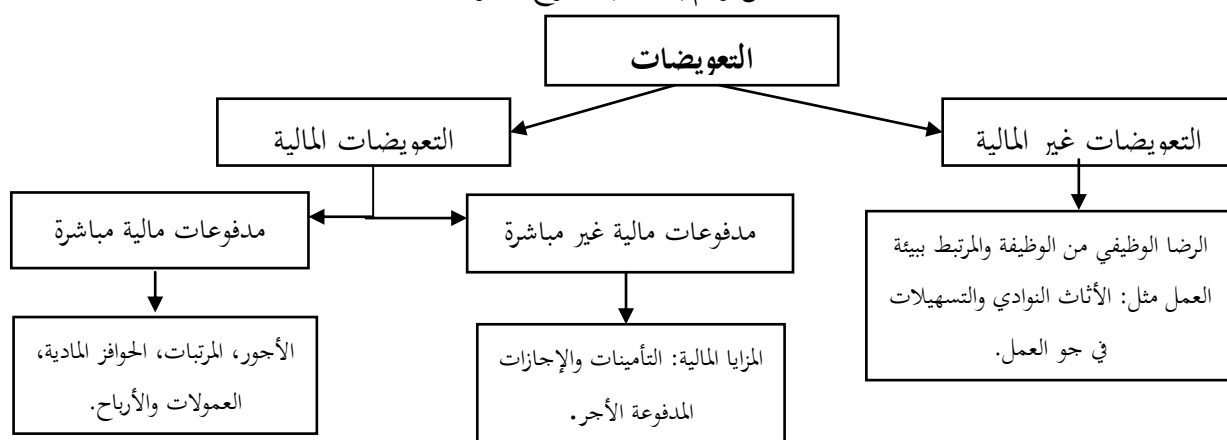 التعويضات
التعويضات غير المالية
التعويضات المالية
مدفوعات مالية غير مباشرة
مدفوعات مالية مباشرة
الرضا الوظيفي من الوظيفة والمرتبط ببيئة
العمل مثل: الأثاث النوادي والتسهيلات
في جو العمل.
المزايا المالية: التأمينات والإجازات
المدفوعة الأجر.
الأجور، المرتبات، الحوافز المادية،
العمولات والأرباح.